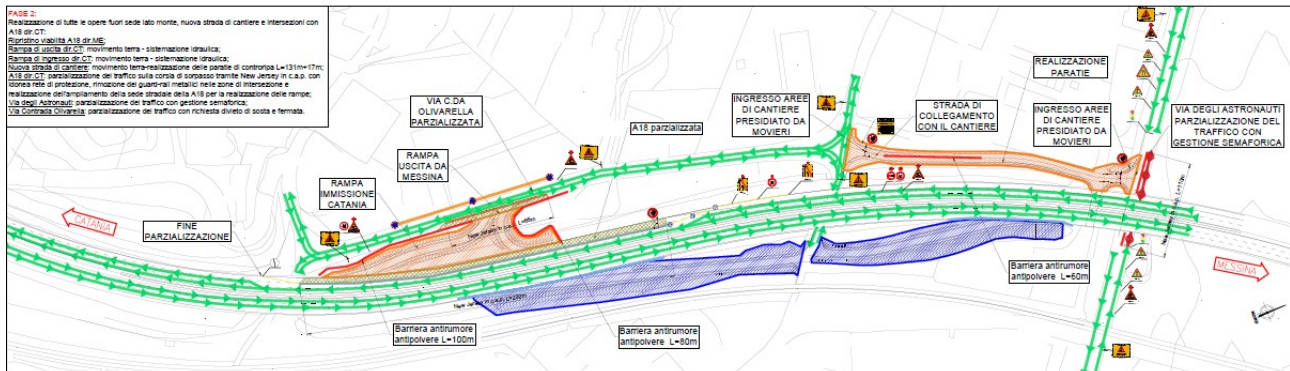 FASE 2:
Realizzazione di tutte le opere fuori sede lato monte, nuova strada di cantiere e intersezioni con
A18 dir.CT:
Ripristino viabilità A18 dir.ME;
Rampa di uscita dir.CT: movimento terra - sistemazione idraulica;
Rampa di ingresso dir.CT: movimento terra - sistemazione idraulica;
Nuova strada di cantiere: movimento terra-realizzazione delle paratie di controripa L=131m+17m;
A18 dir.CT: parzializzazione del traffico sulla corsia di sorpasso tramite New Jersey in c.a.p. con
idonea rete di protezione, rimozione dei guard-rail metallici nelle zone di intersezione e
realizzazione dell'ampliamento della sede stradale della A18 per la realizzazione delle rampe;
Via degli Astronauti: parzializzazione del traffico con gestione semaforica;
Via Contrada Olivarella: parzializzazione del traffico con richiesta divieto di sosta e fermata.
VIA C.DA
OLIVARELLA
PARZIALIZZATA
A18 parzializzata
INGRESSO AREE
DI CANTIERE
PRESIDIATO DA
MOVIERI
STRADA DI
COLLEGAMENTO
CON IL CANTIERE
REALIZZAZIONE
PARATIE
INGRESSO AREE
DI CANTIERE
PRESIDIATO DA
MOVIERI
VIA DEGLI ASTRONAUTI
PARZIALIZZAZIONE DEL
TRAFFICO CON
GESTIONE SEMAFORICA
RAMPA
USCITA DA
MESSINA
RAMPA
IMMISSIONE
CATANIA
CATANIA
FINE
PARZIALIZZAZIONE
MESSINA
Barriera antirumore
antipolvere L=100m
Barriera antirumore
antipolvere L=80m
Barriera antirumore
antipolvere L=60m
NORD